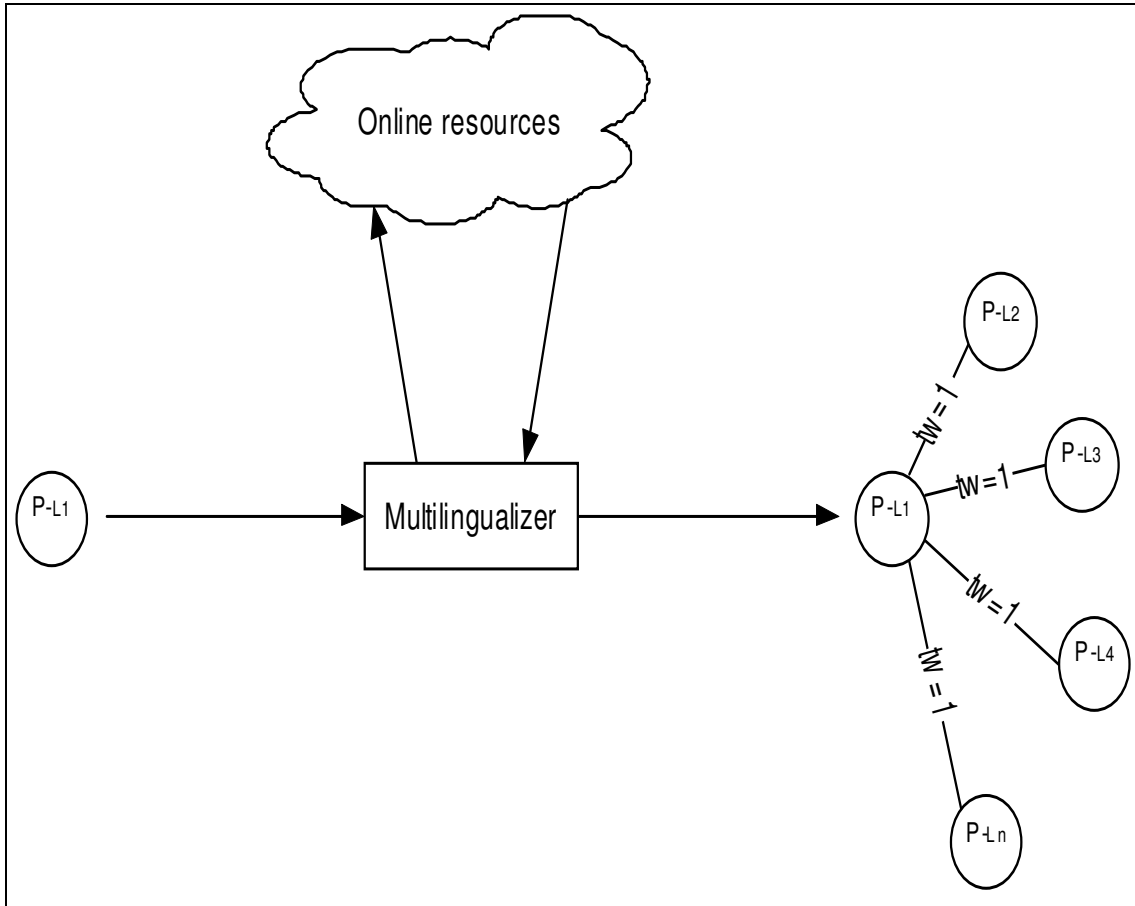 Online resources
P-L2
tw = 1
P-L3
tw = 1
P-L1
Multilingualizer
P-L1
tw = 1
P-L4
tw = 1
P-Ln